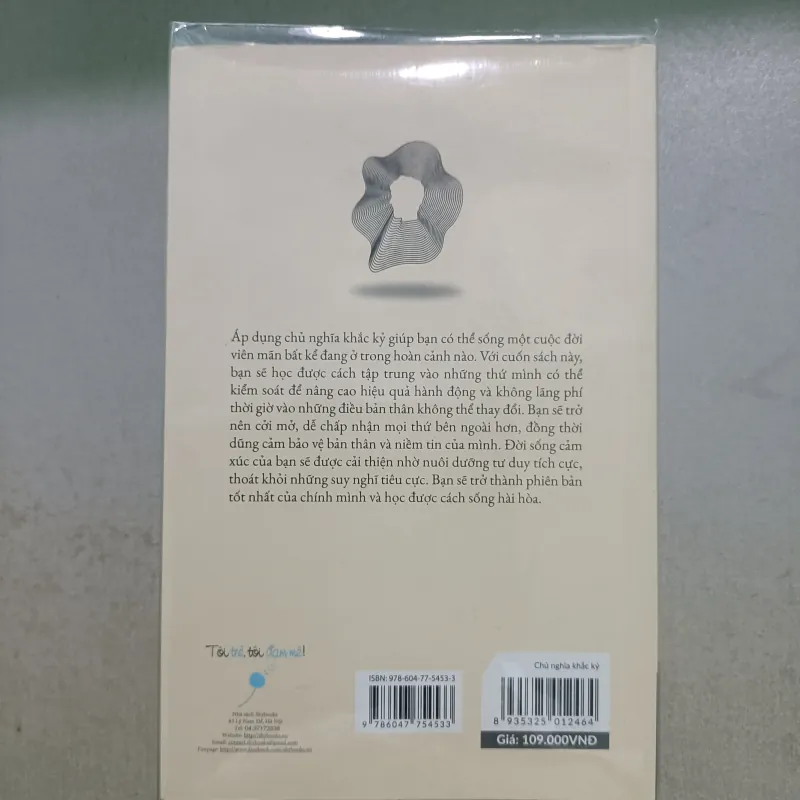 Áp dụng chủ nghĩa khắc kỷ giúp bạn có thể sống một cuộc đời
viên mãn bất kể đang ở trong hoàn cảnh nào. Với cuốn sách này,
bạn sẽ học được cách tập trung vào những thứ mình có thể
kiểm soát để nâng cao hiệu quả hành động và không lãng phí
thời giờ vào những điều bản thân không thể thay đổi. Bạn sẽ trở
nên cởi mở, dễ chấp nhận mọi thứ bên ngoài hơn, đồng thời
dũng cảm bảo vệ bản thân và niềm tin của mình. Đời sống cảm
xúc của bạn sẽ được cải thiện nhờ nuôi dưỡng tư duy tích cực,
thoát khỏi những suy nghĩ tiêu cực. Bạn sẽ trở thành phiên bản
tốt nhất của chính mình và học được cách sống hài hòa.
Tôi trẻ, tôi đam mê!
Nhà sách Skybooks
Website: http://skybooks.vn
ISBN: 978-604-77-5453-3
9 786047 754533
Chủ nghĩa khắc kỷ
8 935325 012464
Giá: 109.000VNĐ